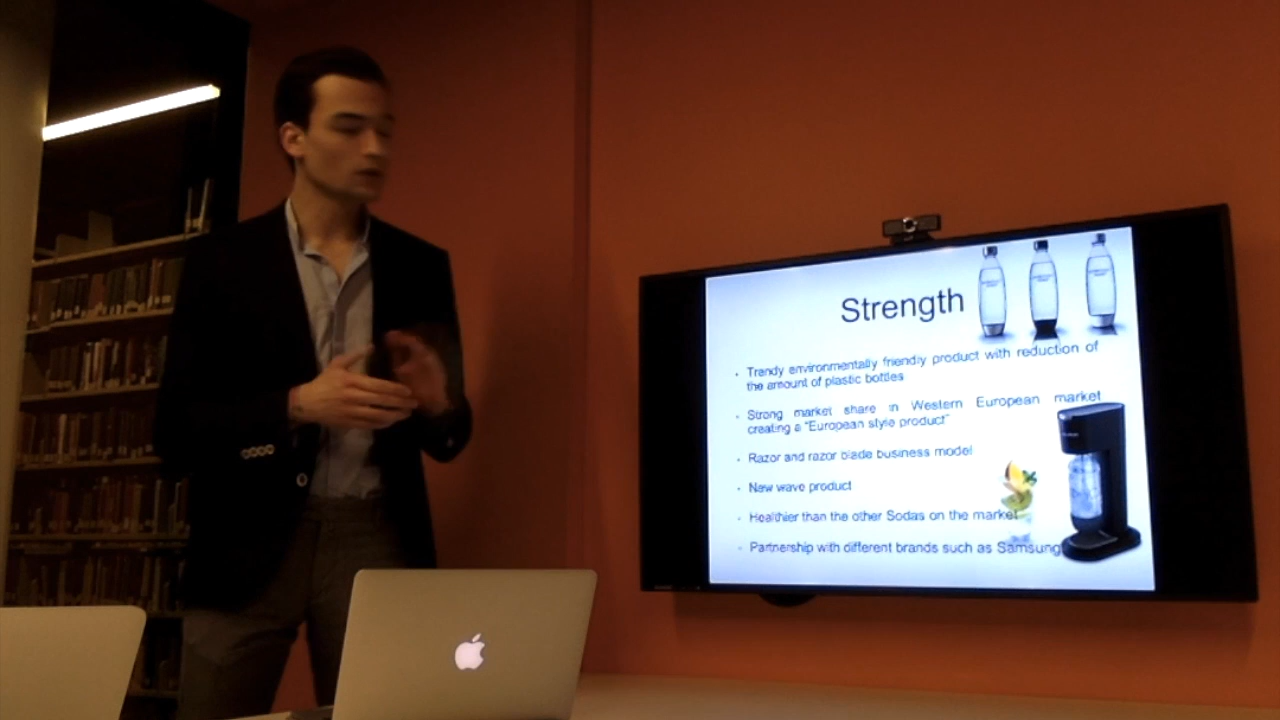 Strength
Trendy environmentally friendly product with reduction of
the amount of plastic bottles
Strong market share in Western European market
creating a "European style product"
Razor and razor blade business model
New wave product
Healthier than the other Sodas on the market
Partnership with different brands such as Samsung